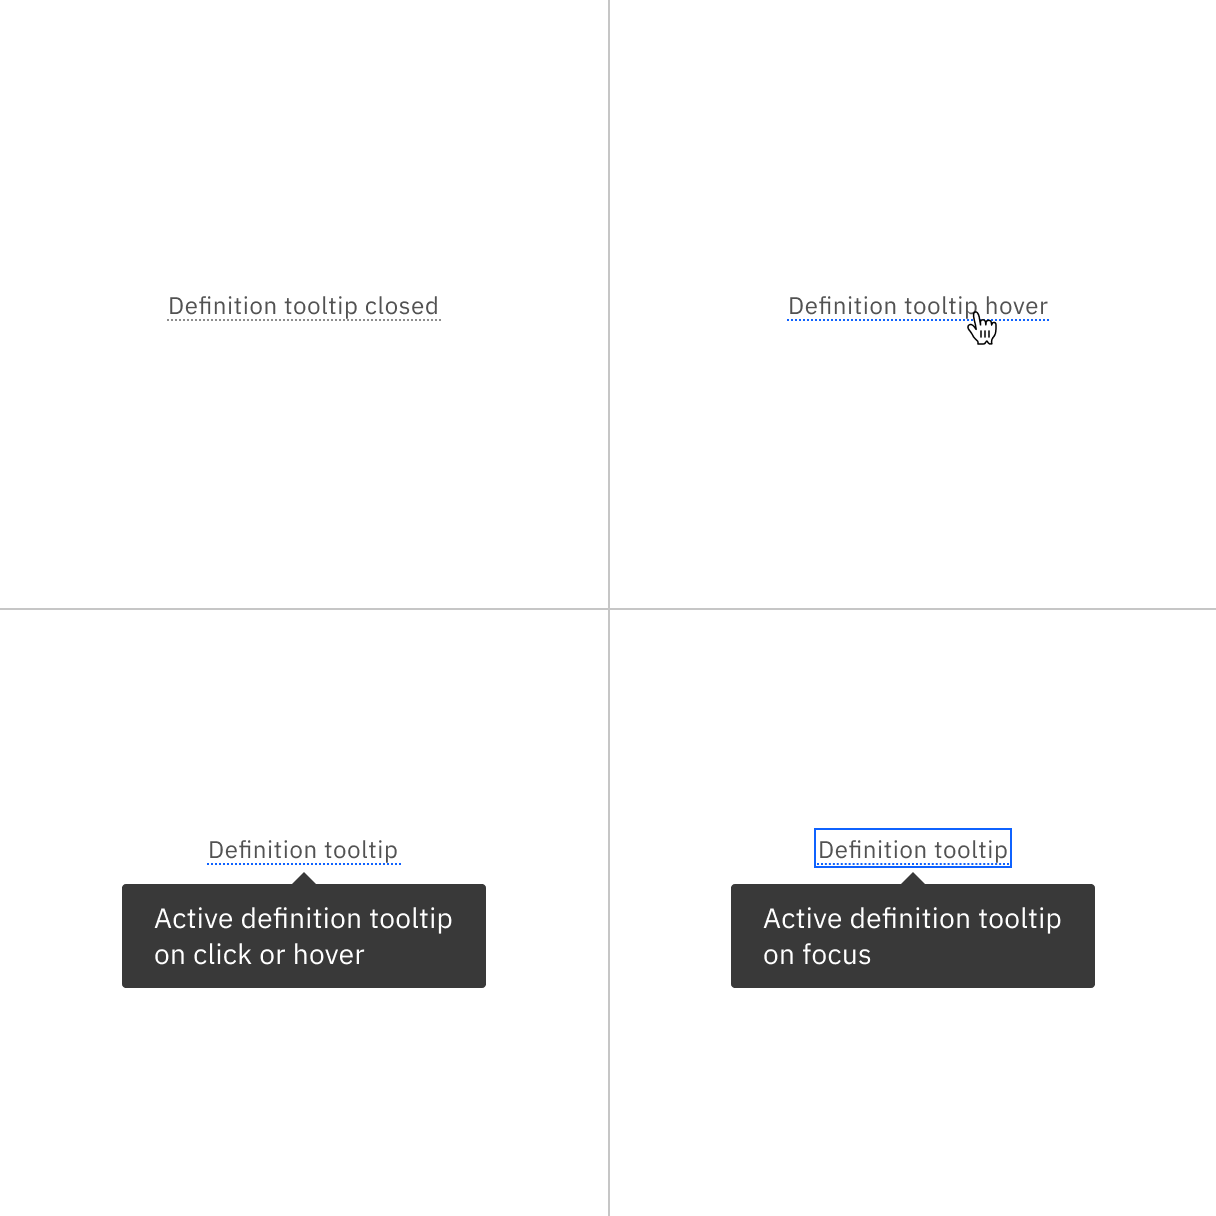 Definition tooltip closed
Definition tooltip hover
Definition tooltip
Active definition tooltip
on click or hover
Definition tooltip
Active definition tooltip
on focus